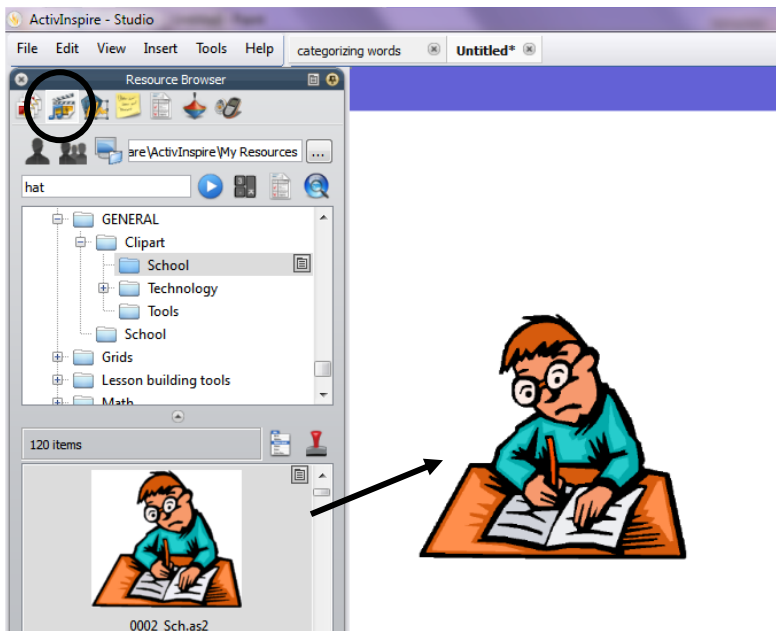 ActivInspire - Studio
File Edit View Insert Tools Help categorizing words Untitled*
Resource Browser
are\ActivInspire\My Resources ...
hat
GENERAL
Clipart
School
Technology
Tools
School
Grids
Lesson building tools
Math
120 items
0002_Sch.as2